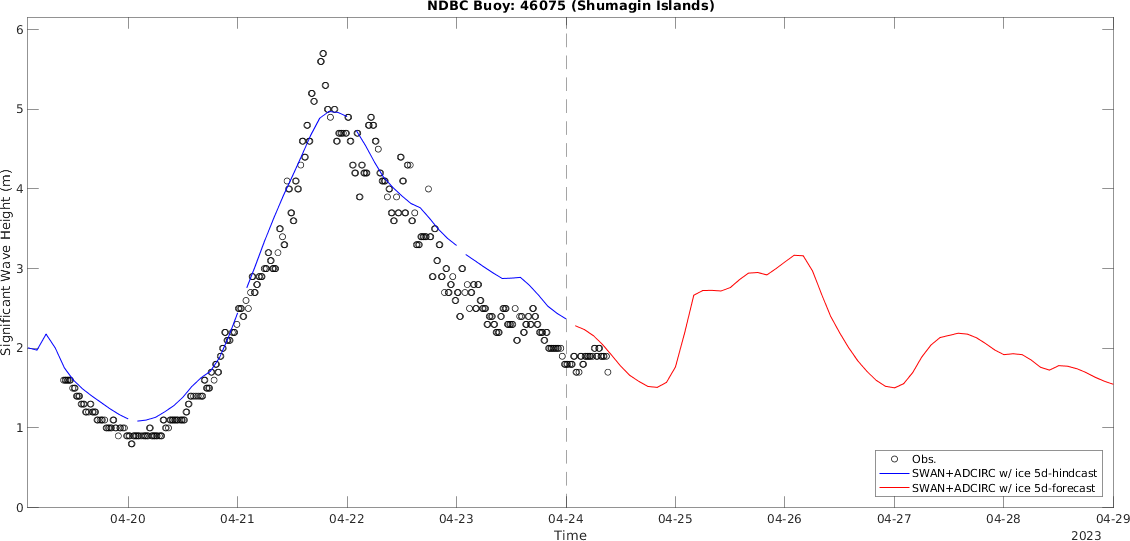 NDBC Buoy: 46075 (Shumagin Islands)
6
5
4
3
2
1
0
Significant Wave Height (m)
Obs.
SWAN+ADCIRC w/ ice 5d-hindcast
SWAN+ADCIRC w/ ice 5d-forecast
04-20 04-21 04-22 04-23 04-24 04-25 04-26 04-27 04-28 04-29
Time
2023